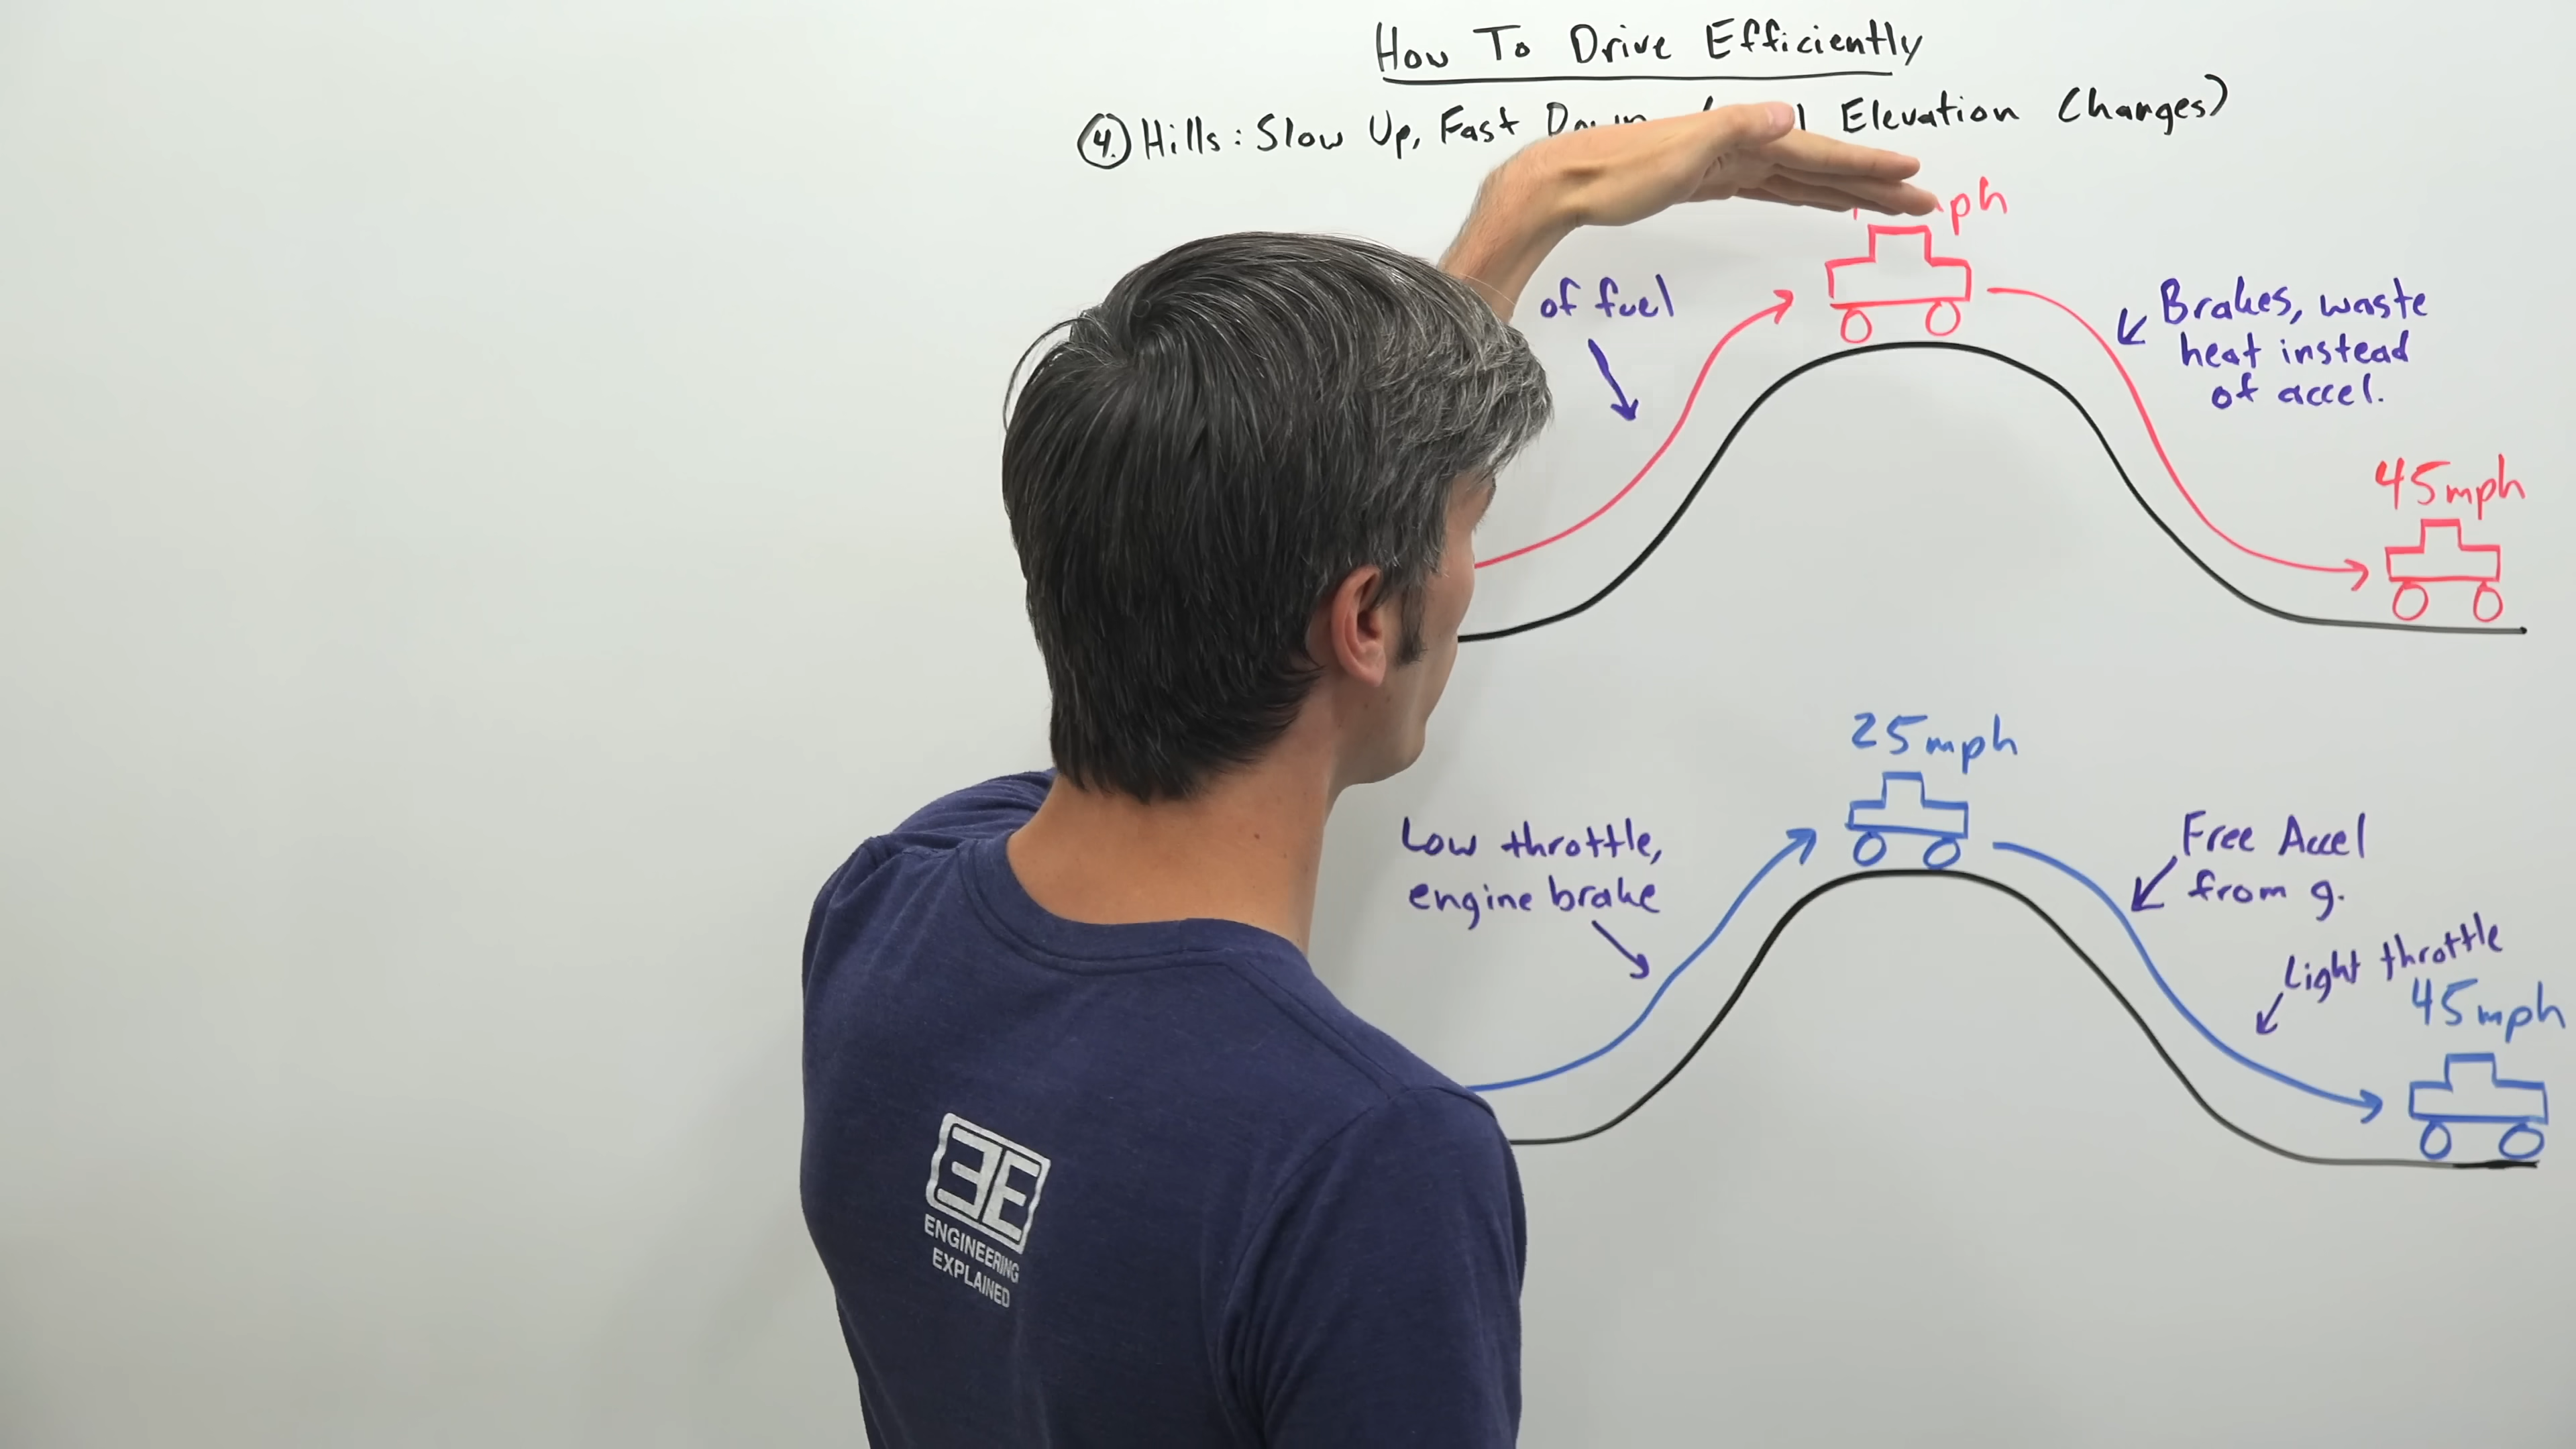 How To Drive Efficiently
4. Hills: Slow Up, Fast Down Elevation Changes)
mph
of fuel
Brakes, waste
heat instead
of accel.
45mph
25mph
Low throttle,
engine brake
Free Accel
from g.
Light throttle
45mph
ENGINEERING
EXPLAINED